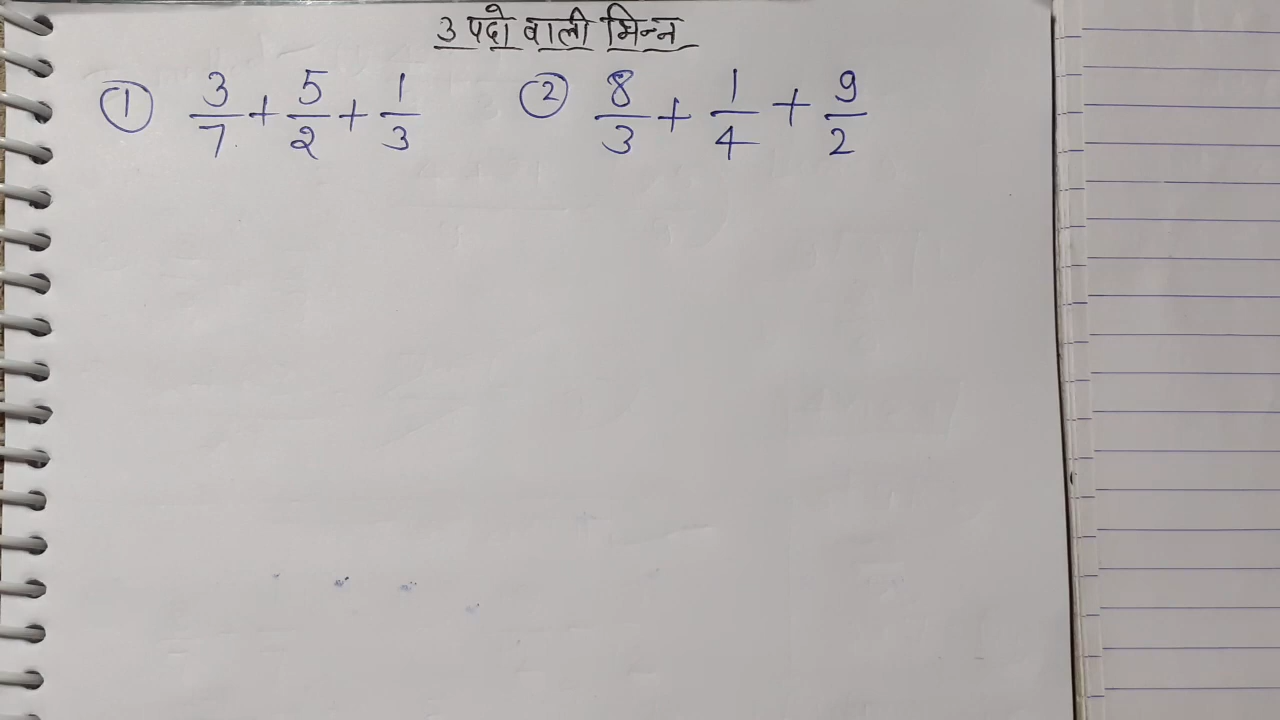 3 पदो वाली भिन्न
① 3/7 + 5/2 + 1/3 ② 8/3 + 1/4 + 9/2